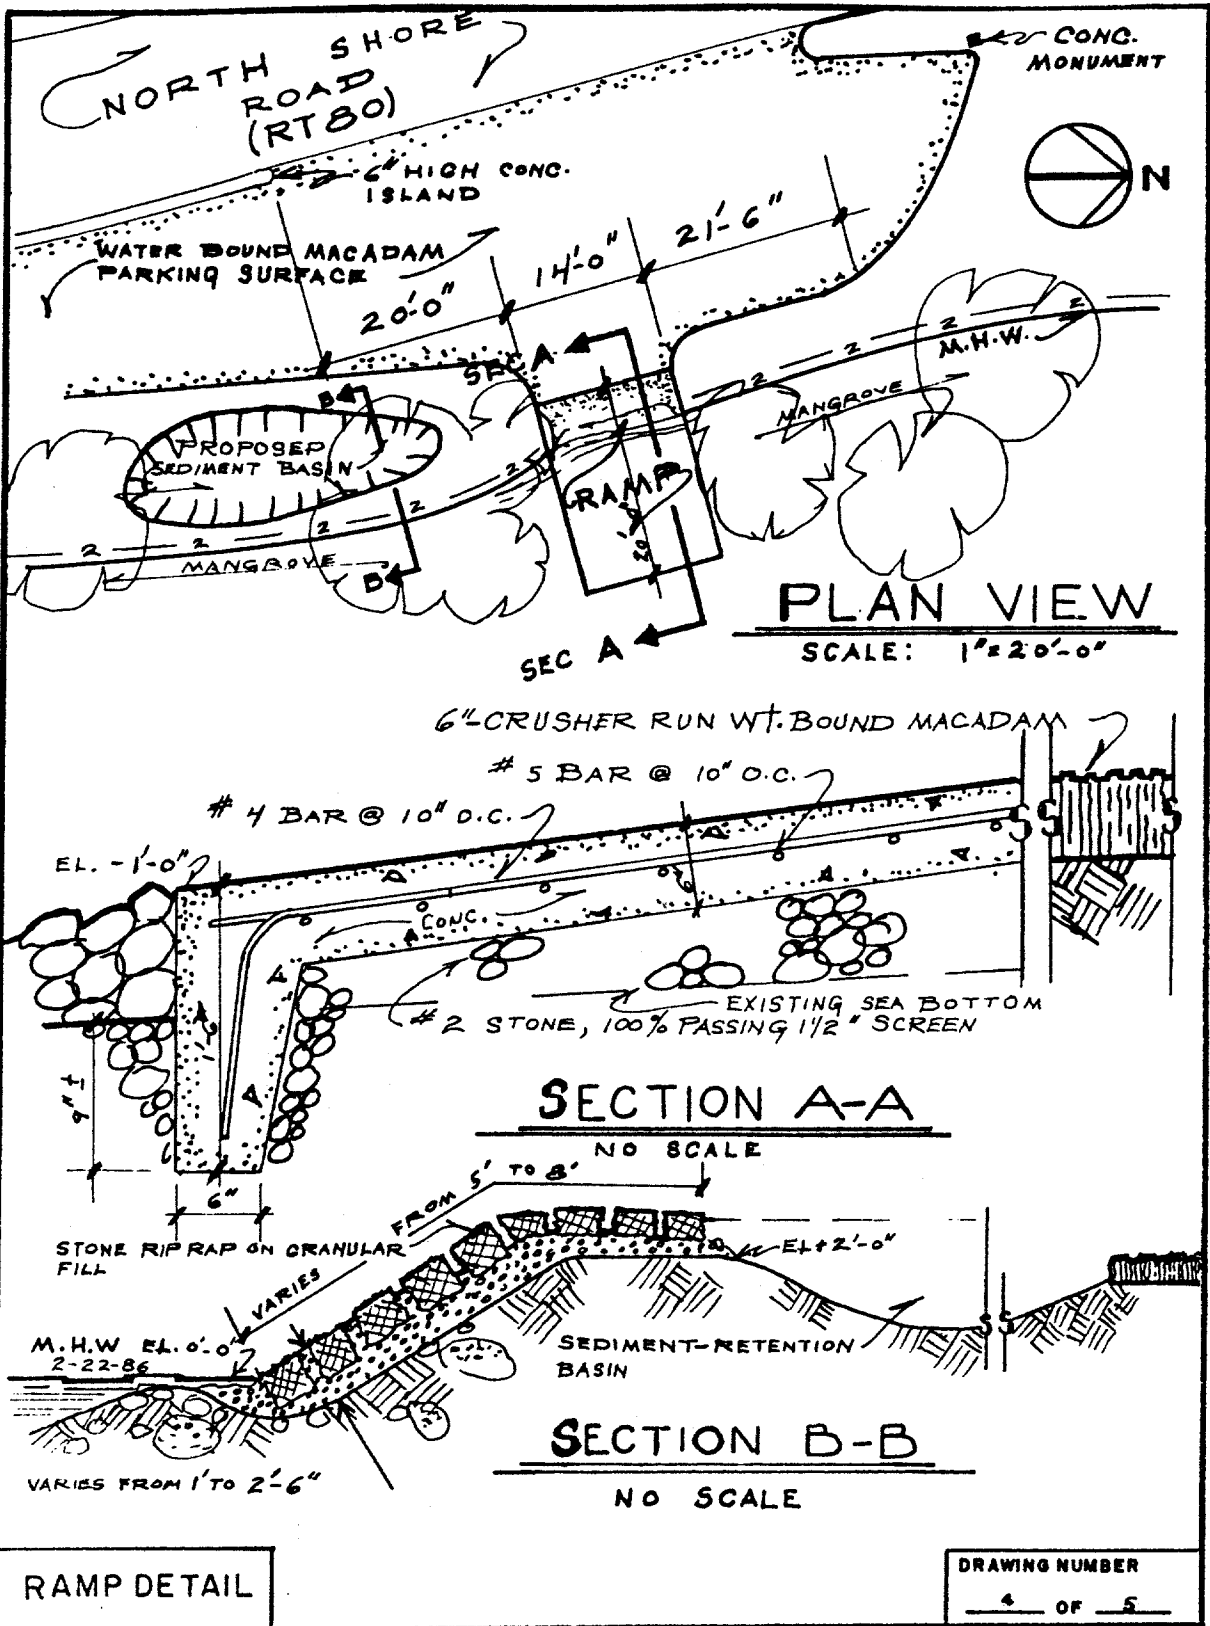 NORTH SHORE
ROAD
(RT 80)
CONC.
MONUMENT
6" HIGH CONC.
ISLAND
N
WATER BOUND MACADAM
PARKING SURFACE
20'-0"
14'-0"
21'-6"
SEC A
M.H.W.
MANGROVE
B
PROPOSED
SEDIMENT BASIN
RAMP
MANGROVE
B
SEC A
PLAN VIEW
SCALE: 1"=20'-0"
6"-CRUSHER RUN WT. BOUND MACADAM
# 5 BAR @ 10" O.C.
# 4 BAR @ 10" O.C.
EL. -1'-0"
6"
CONC.
EXISTING SEA BOTTOM
#2 STONE, 100% PASSING 1 1/2" SCREEN
9" ±
6"
SECTION A-A
NO SCALE
FROM 5' TO 8'
STONE RIPRAP ON GRANULAR
FILL
VARIES
EL + 2'-0"
M.H.W EL. 0'-0"
2-22-86
SEDIMENT-RETENTION
BASIN
SECTION B-B
NO SCALE
VARIES FROM 1' TO 2'-6"
RAMP DETAIL
DRAWING NUMBER
4 OF 5